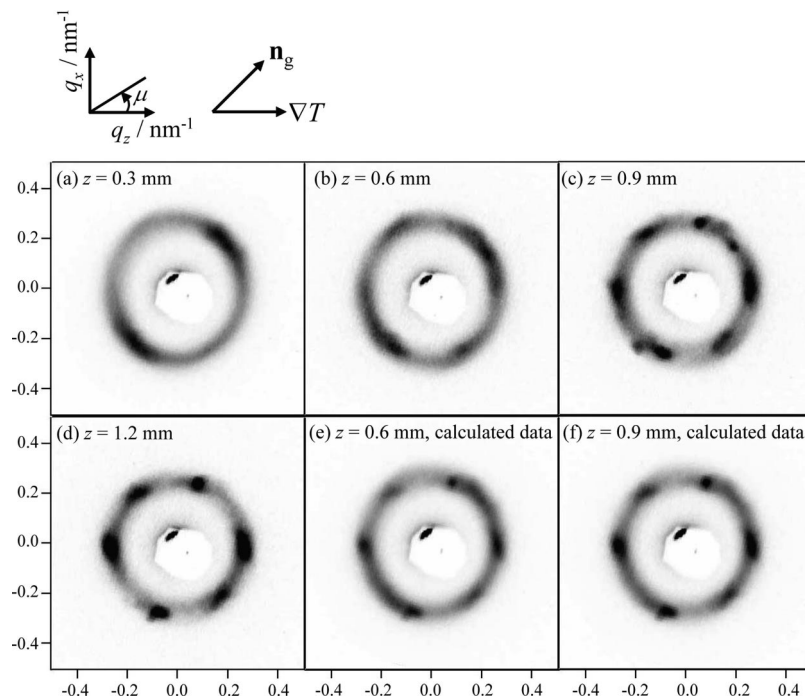 q_x / nm⁻¹
μ
q_z / nm⁻¹
n_g
∇T
(a) z = 0.3 mm
(b) z = 0.6 mm
(c) z = 0.9 mm
0.4
0.2
0.0
-0.2
-0.4
(d) z = 1.2 mm
(e) z = 0.6 mm, calculated data
(f) z = 0.9 mm, calculated data
0.4
0.2
0.0
-0.2
-0.4
-0.4 -0.2 0.0 0.2 0.4 -0.4 -0.2 0.0 0.2 0.4 -0.4 -0.2 0.0 0.2 0.4